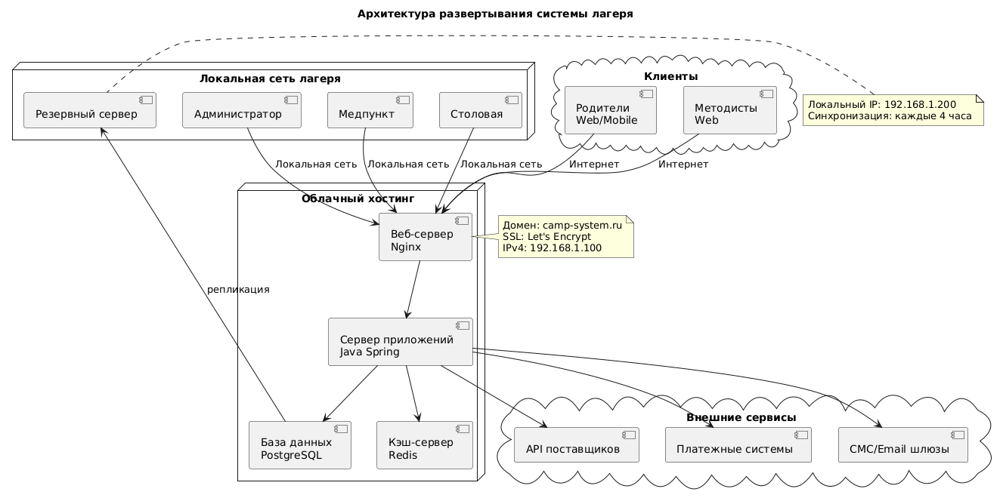 Архитектура развертывания системы лагеря
Локальная сеть лагеря
Резервный сервер
Администратор
Медпункт
Столовая
Клиенты
Родители
Web/Mobile
Методисты
Web
Локальный IP: 192.168.1.200
Синхронизация: каждые 4 часа
Локальная сеть
Локальная сеть
Локальная сеть
Интернет
Интернет
Облачный хостинг
Веб-сервер
Nginx
Домен: camp-system.ru
SSL: Let's Encrypt
IPv4: 192.168.1.100
репликация
Сервер приложений
Java Spring
База данных
PostgreSQL
Кэш-сервер
Redis
Внешние сервисы
API поставщиков
Платежные системы
СМС/Email шлюзы